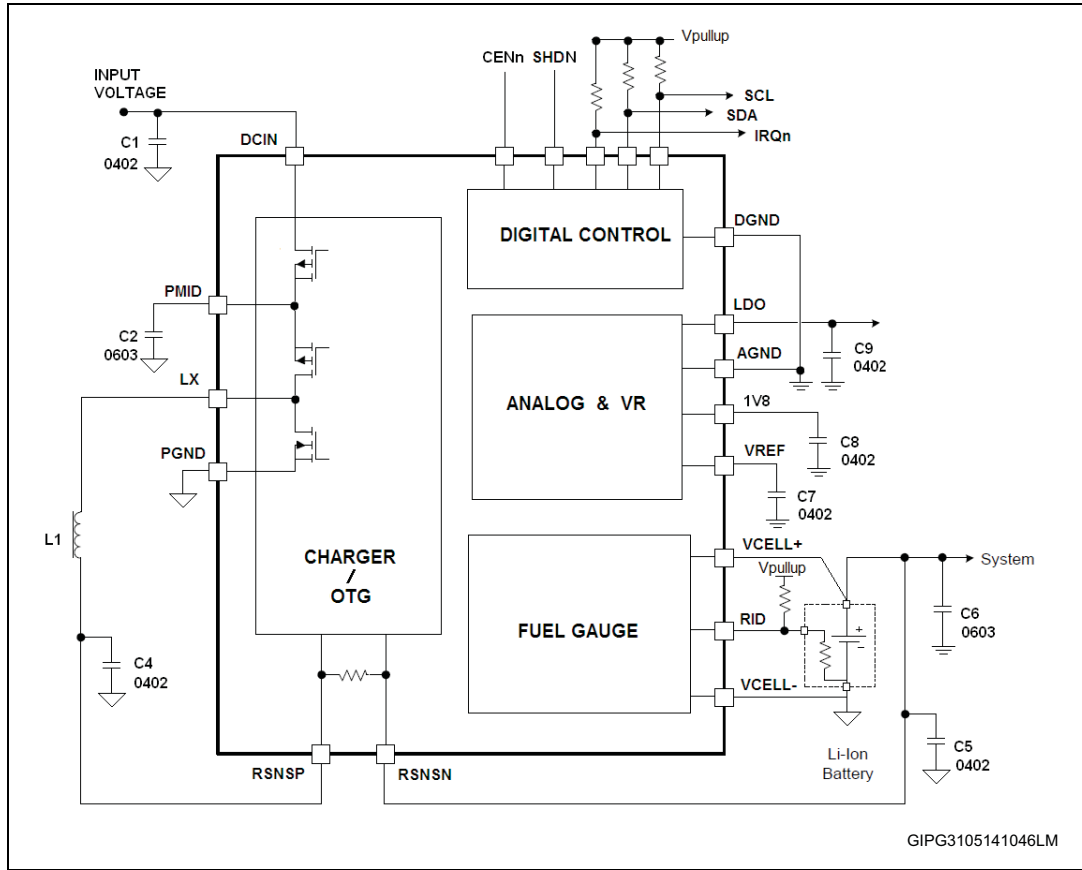 Vpullup
CENn SHDN
INPUT
VOLTAGE
SCL
SDA
IRQn
C1
0402
DCIN
DIGITAL CONTROL
DGND
PMID
C2
0603
LDO
C9
0402
AGND
LX
ANALOG & VR
1V8
C8
0402
PGND
VREF
C7
0402
L1
CHARGER
/
OTG
VCELL+
Vpullup
System
FUEL GAUGE
RID
+
−
C6
0603
C4
0402
VCELL-
Li-Ion
Battery
C5
0402
RSNSP
RSNSN
GIPG3105141046LM